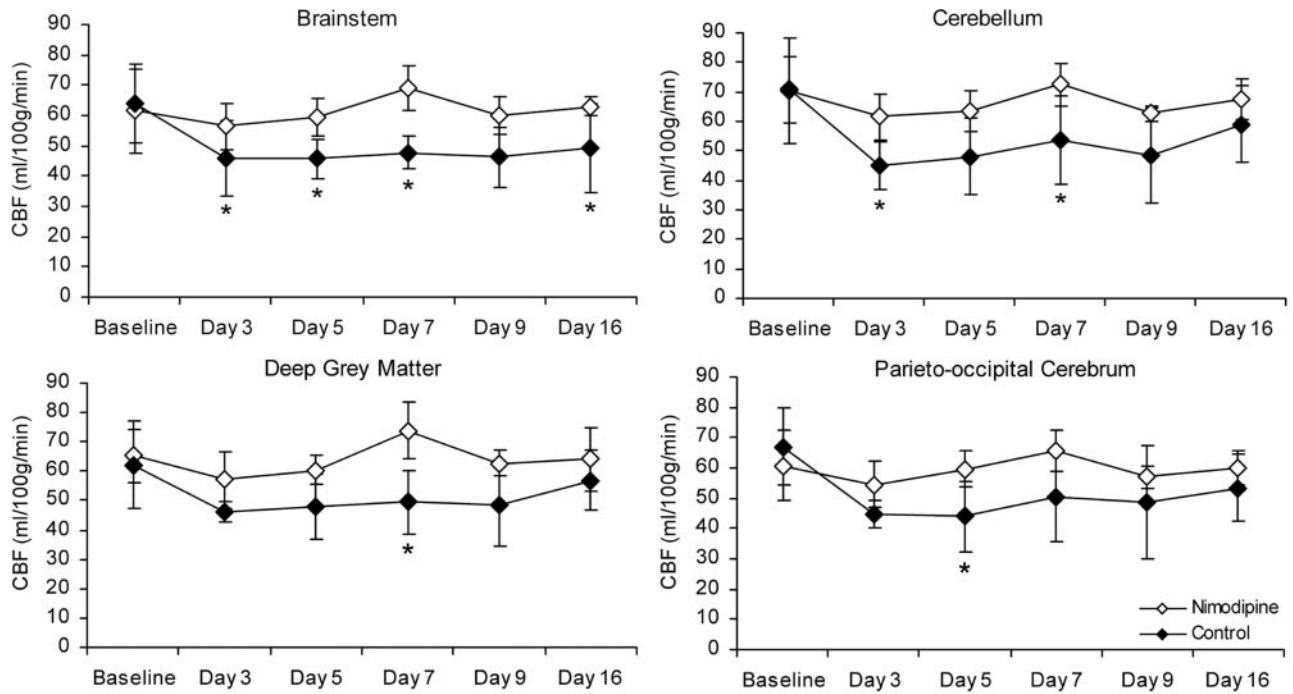 Brainstem
CBF (ml/100g/min)
90
80
70
60
50
40
30
20
10
0
* * * *
Baseline Day 3 Day 5 Day 7 Day 9 Day 16
Cerebellum
CBF (ml/100g/min)
90
80
70
60
50
40
30
20
10
0
* *
Baseline Day 3 Day 5 Day 7 Day 9 Day 16
Deep Grey Matter
CBF (ml/100g/min)
90
80
70
60
50
40
30
20
10
0
*
Baseline Day 3 Day 5 Day 7 Day 9 Day 16
Parieto-occipital Cerebrum
CBF (ml/100g/min)
90
80
70
60
50
40
30
20
10
0
*
Nimodipine
Control
Baseline Day 3 Day 5 Day 7 Day 9 Day 16